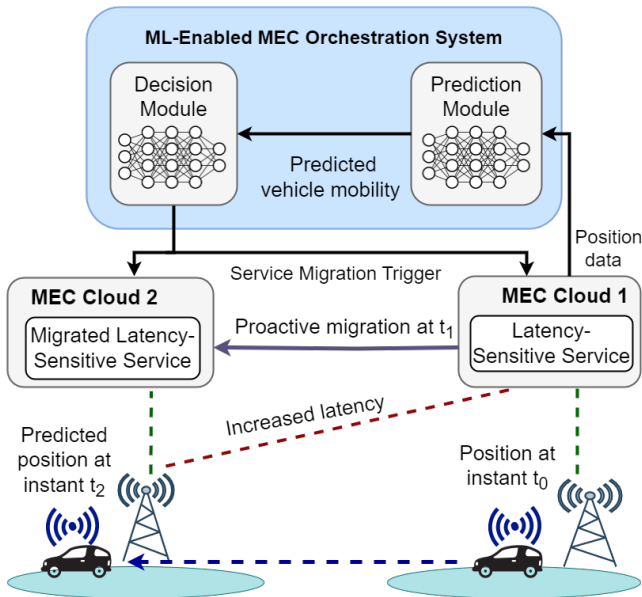 ML-Enabled MEC Orchestration System
Decision
Module
Prediction
Module
Predicted
vehicle mobility
Position
data
Service Migration Trigger
MEC Cloud 2
Migrated Latency-
Sensitive Service
Proactive migration at t₁
MEC Cloud 1
Latency-
Sensitive Service
Increased latency
Predicted
position at
instant t₂
Position at
instant t₀